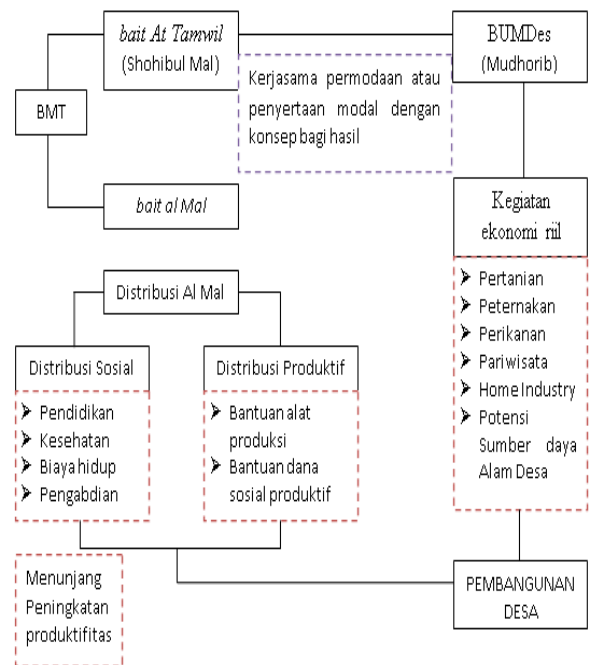 bait At Tamwil
(Shohibul Mal)
BUMDes
(Mudhorib)
Kerjasama permodaan atau
penyertaan modal dengan
konsep bagi hasil
BMT
bait al Mal
Kegiatan
ekonomi riil
➤ Pertanian
➤ Peternakan
➤ Perikanan
➤ Pariwisata
➤ Home Industry
➤ Potensi
Sumber daya
Alam Desa
Distribusi Al Mal
Distribusi Sosial
➤ Pendidikan
➤ Kesehatan
➤ Biaya hidup
➤ Pengabdian
Distribusi Produktif
➤ Bantuan alat
produksi
➤ Bantuan dana
sosial produktif
Menunjang
Peningkatan
produktifitas
PEMBANGUNAN
DESA